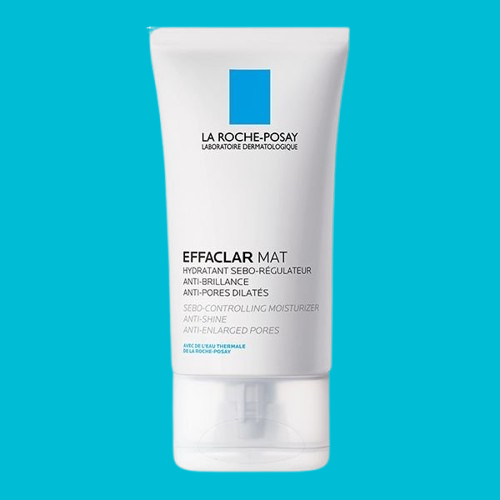 LA ROCHE-POSAY
LABORATOIRE DERMATOLOGIQUE
EFFACLAR MAT
HYDRATANT SEBO-RÉGULATEUR
ANTI-BRILLANCE
ANTI-PORES DILATÉS
SEBO-CONTROLLING MOISTURIZER
ANTI-SHINE
ANTI-ENLARGED PORES
AVEC DE L'EAU THERMALE
DE LA ROCHE-POSAY